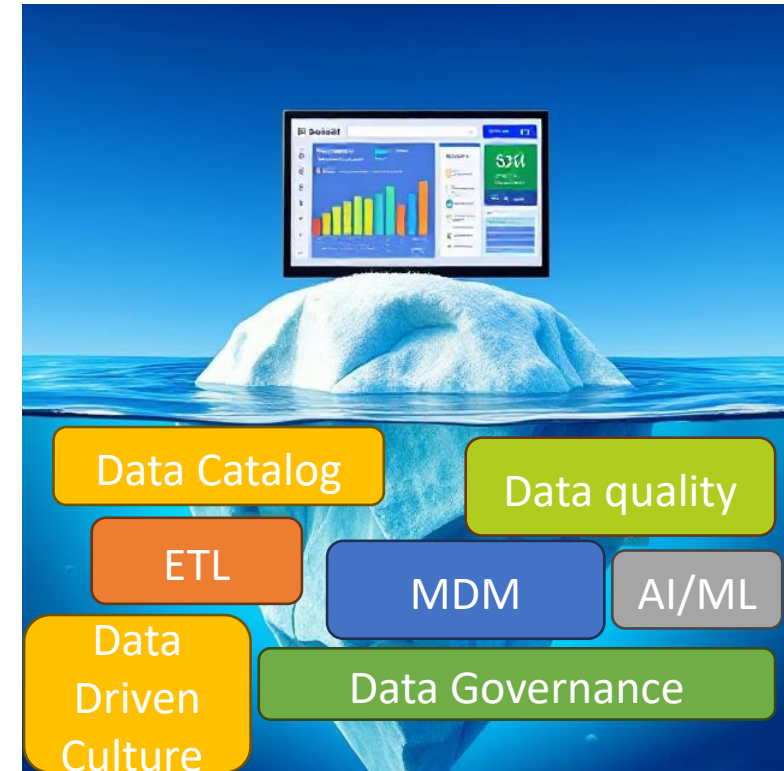 Data Catalog
Data quality
ETL
MDM
AI/ML
Data
Driven
Culture
Data Governance